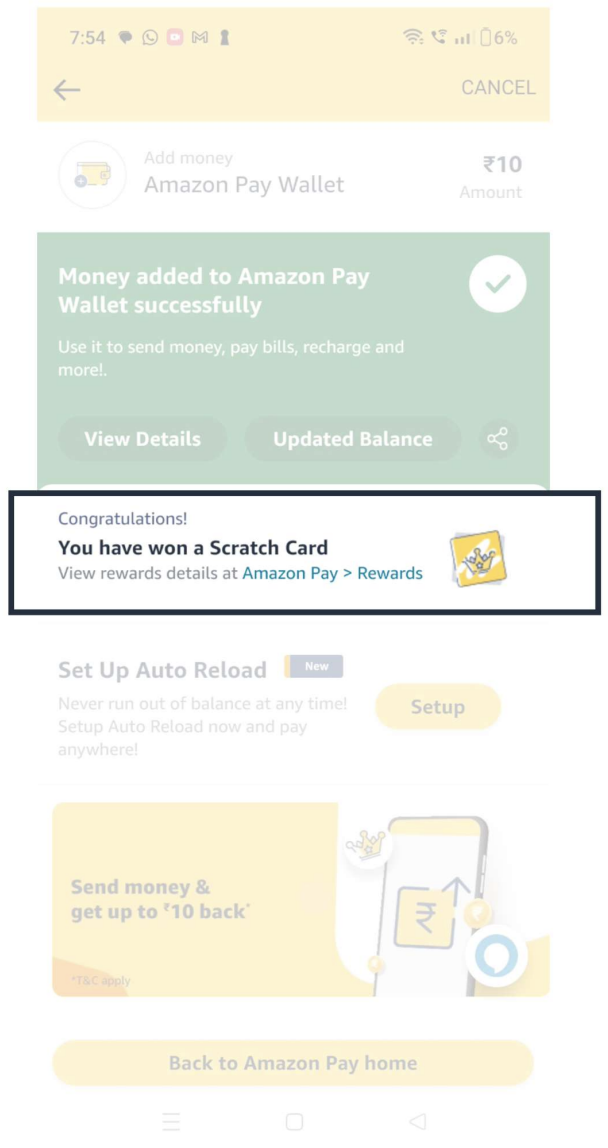 7:54
6%
CANCEL
Add money
Amazon Pay Wallet
₹10
Amount
Money added to Amazon Pay
Wallet successfully
Use it to send money, pay bills, recharge and
more!.
View Details
Updated Balance
Congratulations!
You have won a Scratch Card
View rewards details at Amazon Pay > Rewards
Set Up Auto Reload
New
Never run out of balance at any time!
Setup Auto Reload now and pay
anywhere!
Setup
Send money &
get up to ₹10 back*
*T&C apply
₹
Back to Amazon Pay home